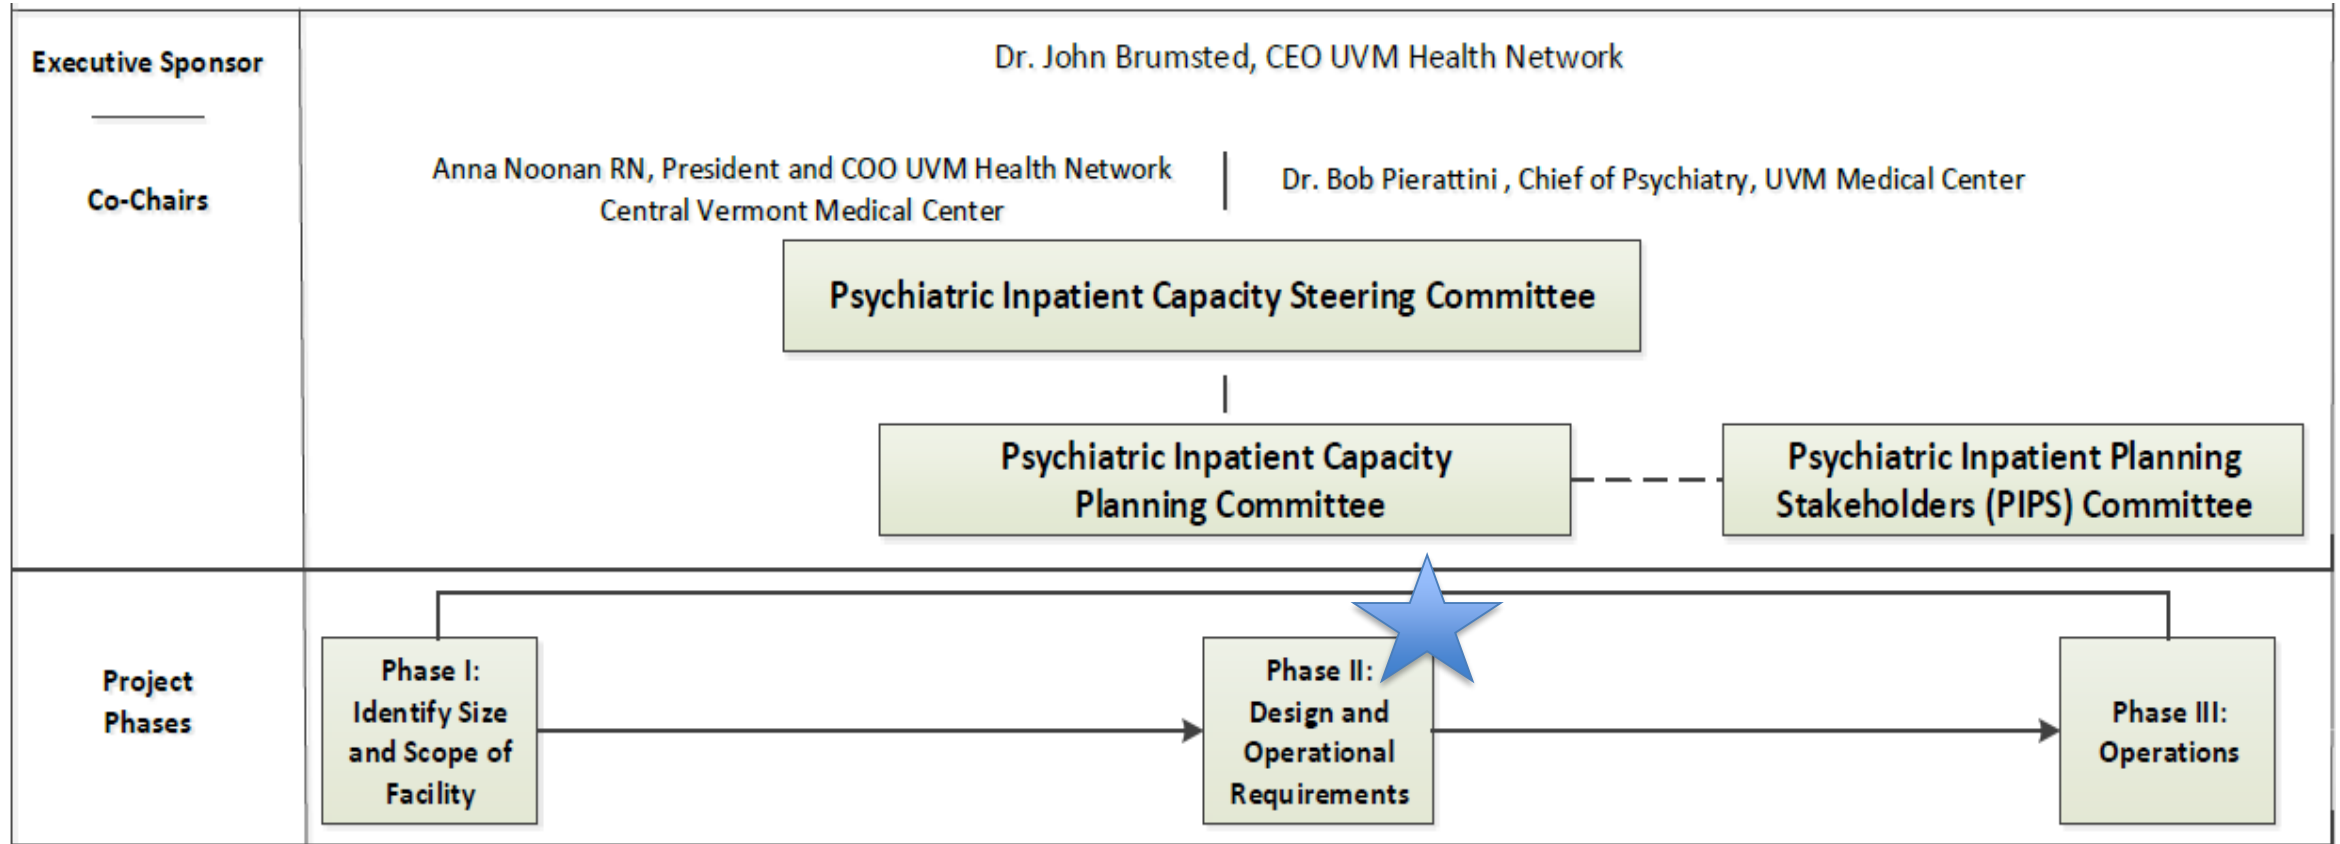 Executive Sponsor
Dr. John Brumsted, CEO UVM Health Network
Co-Chairs
Anna Noonan RN, President and COO UVM Health Network
Central Vermont Medical Center
Dr. Bob Pierattini , Chief of Psychiatry, UVM Medical Center
Psychiatric Inpatient Capacity Steering Committee
Psychiatric Inpatient Capacity
Planning Committee
Psychiatric Inpatient Planning
Stakeholders (PIPS) Committee
Project
Phases
Phase I:
Identify Size
and Scope of
Facility
Phase II:
Design and
Operational
Requirements
Phase III:
Operations